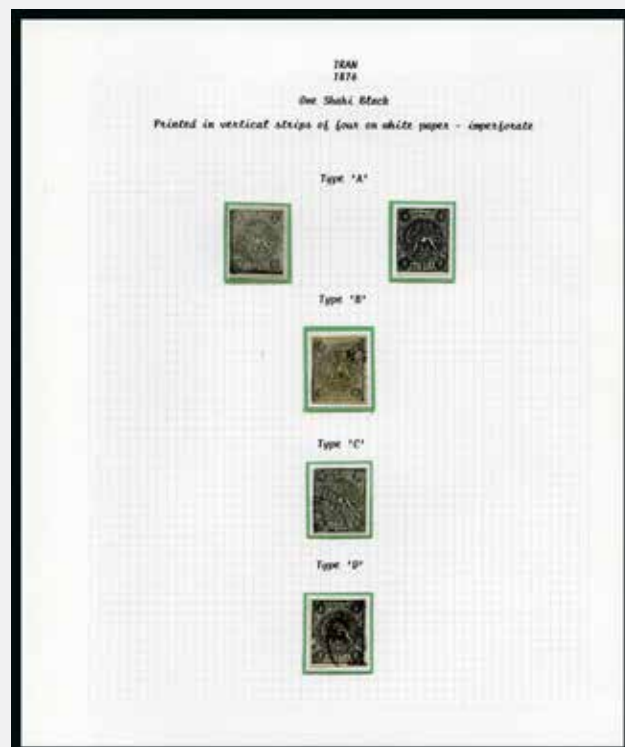 IRAN
1876
One Shahi Black
Printed in vertical strips of four on white paper - imperforate
Type "A"
Type "B"
Type "C"
Type "D"